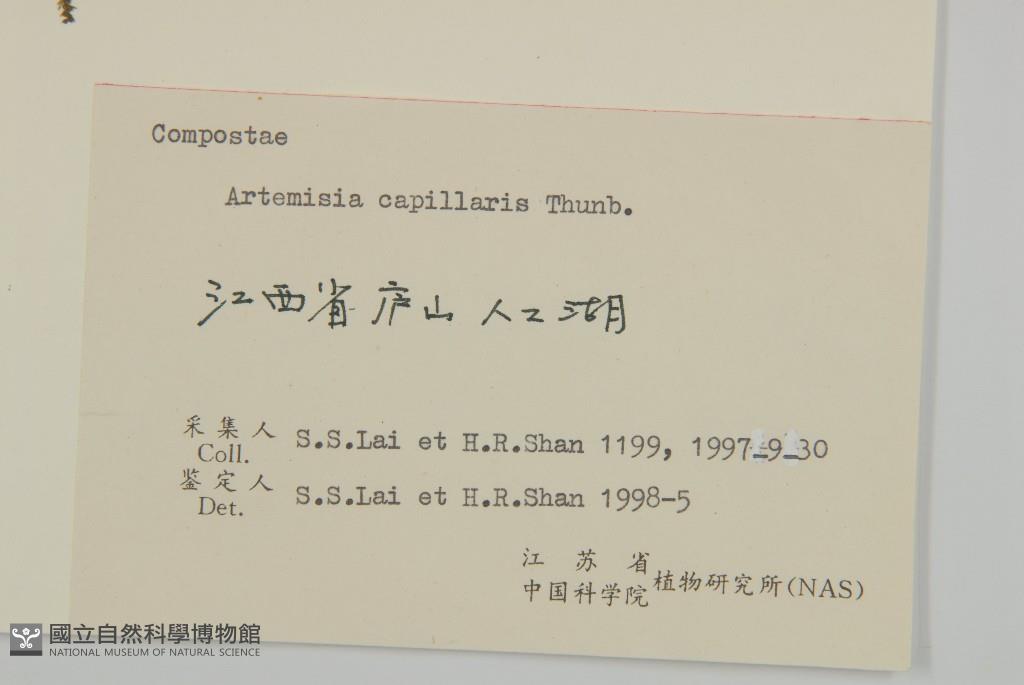 Compostae
Artemisia capillaris Thunb.
江西省庐山人工湖
采集人 Coll. S.S.Lai et H.R.Shan 1199, 1997-9-30
鉴定人 Det. S.S.Lai et H.R.Shan 1998-5
江苏省
中国科学院 植物研究所(NAS)
國立自然科學博物館
NATIONAL MUSEUM OF NATURAL SCIENCE